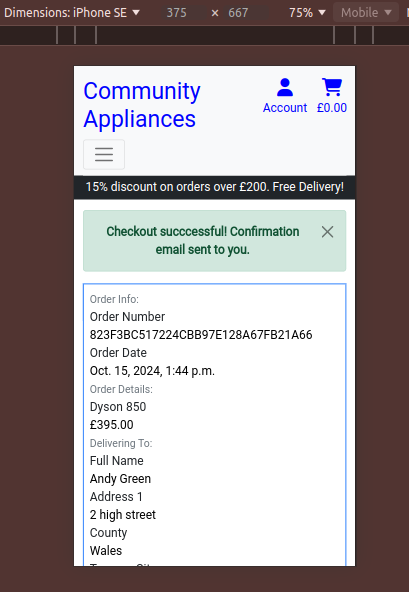 Dimensions: iPhone SE 375 × 667 75% Mobile
Community
Appliances
Account £0.00
15% discount on orders over £200. Free Delivery!
Checkout succcessful! Confirmation
email sent to you.
Order Info:
Order Number
823F3BC517224CBB97E128A67FB21A66
Order Date
Oct. 15, 2024, 1:44 p.m.
Order Details:
Dyson 850
£395.00
Delivering To:
Full Name
Andy Green
Address 1
2 high street
County
Wales